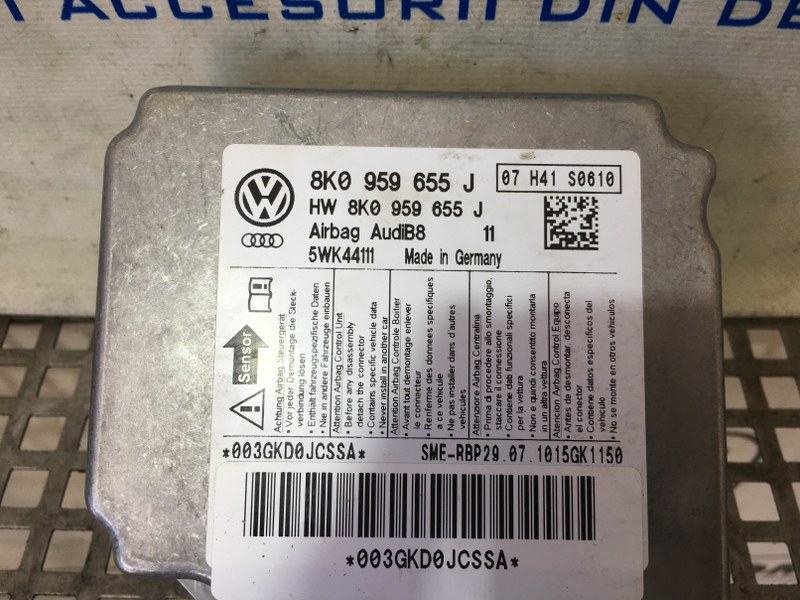 ACCESORII DIN DE
8K0 959 655 J
07 H41 S0610
HW 8K0 959 655 J
Airbag AudiB8 11
5WK44111 Made in Germany
Sensor
Achtung Airbag Steuergerät
• Vor jeder Demontage die Steck-
verbindung lösen
• Enthält fahrzeugspezifische Daten
• Nie in andere Fahrzeuge einbauen
Attention Airbag Control Unit
• Before any disassembly
detach the connector
• Contains specific vehicle data
• Never install in another car
Attention Airbag Controle Boitier
• Avant tout demontage enlever
le connecteur
• Renferme des donnees specifiques
a ce vehicule
• Ne pas installer dans d'autres
vehicules
Attenzione Airbag Centralina
• Prima di procedere allo smontaggio,
staccare il connessione
• Contiene dati funzionali specifici
per la vettura
• Non e quindi consentito montarla
in un altra vettura
Atencion Airbag Control Equipo
• Antes de desmontar desconecta
el conector
• Contiene datos especificos del
vehiculo
• No se monte en otros vehiculos
*003GKD0JCSSA* SME-RBP29.07.1015GK1150
*003GKD0JCSSA*